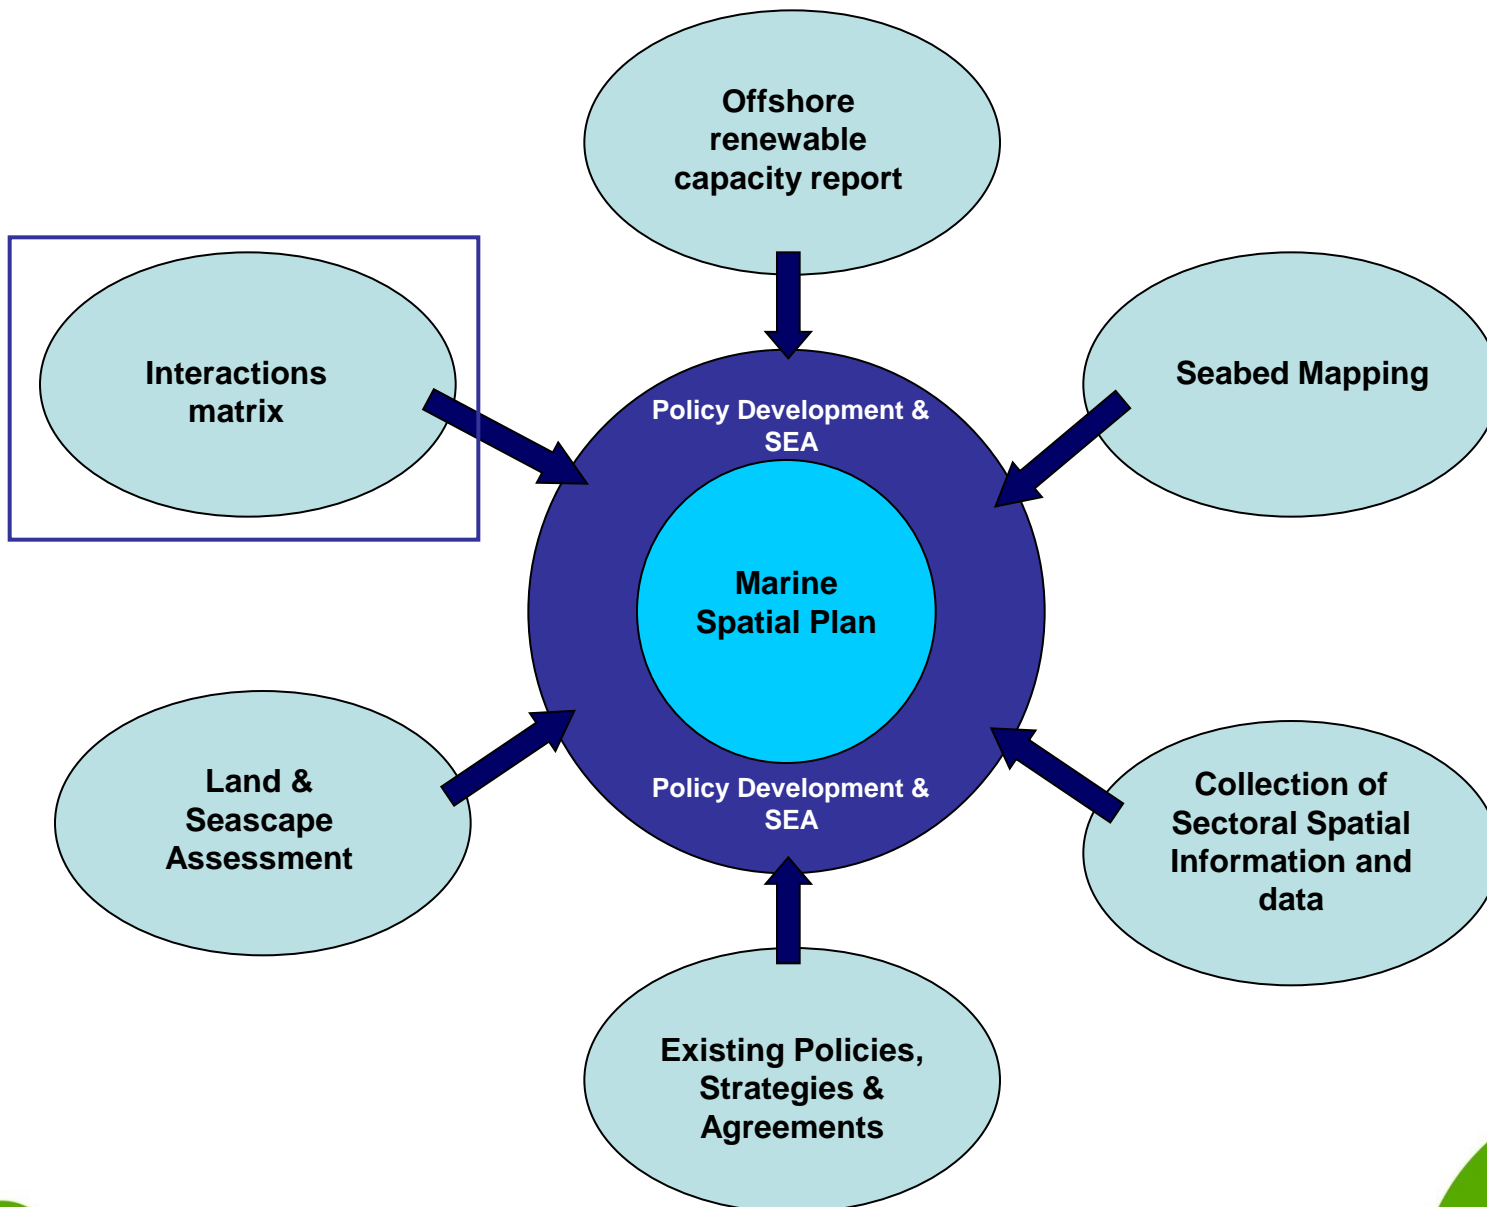 Offshore
renewable
capacity report
Interactions
matrix
Seabed Mapping
Policy Development &
SEA
Marine
Spatial Plan
Policy Development &
SEA
Land &
Seascape
Assessment
Collection of
Sectoral Spatial
Information and
data
Existing Policies,
Strategies &
Agreements